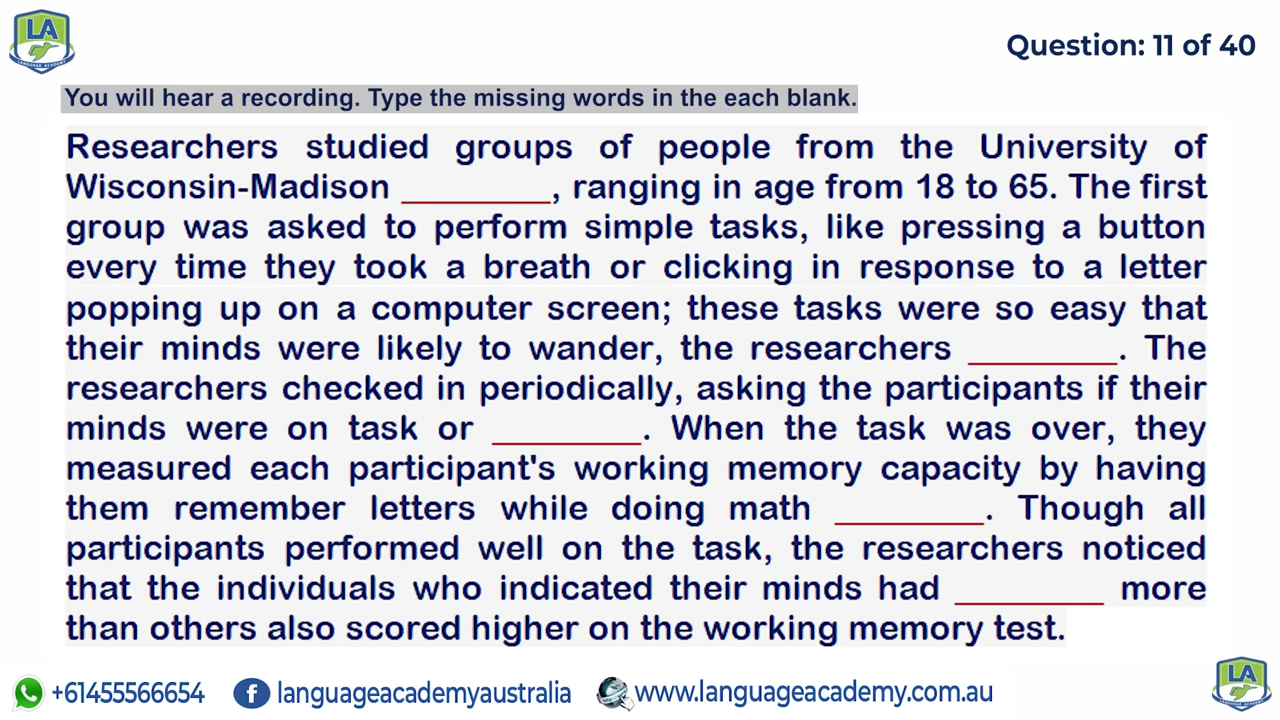 LA
LANGUAGE ACADEMY
Question: 11 of 40
You will hear a recording. Type the missing words in the each blank.
Researchers studied groups of people from the University of
Wisconsin-Madison ________, ranging in age from 18 to 65. The first
group was asked to perform simple tasks, like pressing a button
every time they took a breath or clicking in response to a letter
popping up on a computer screen; these tasks were so easy that
their minds were likely to wander, the researchers ________. The
researchers checked in periodically, asking the participants if their
minds were on task or ________. When the task was over, they
measured each participant's working memory capacity by having
them remember letters while doing math ________. Though all
participants performed well on the task, the researchers noticed
that the individuals who indicated their minds had ________ more
than others also scored higher on the working memory test.
+61455566654 f languageacademyaustralia www.languageacademy.com.au
LA
LANGUAGE ACADEMY